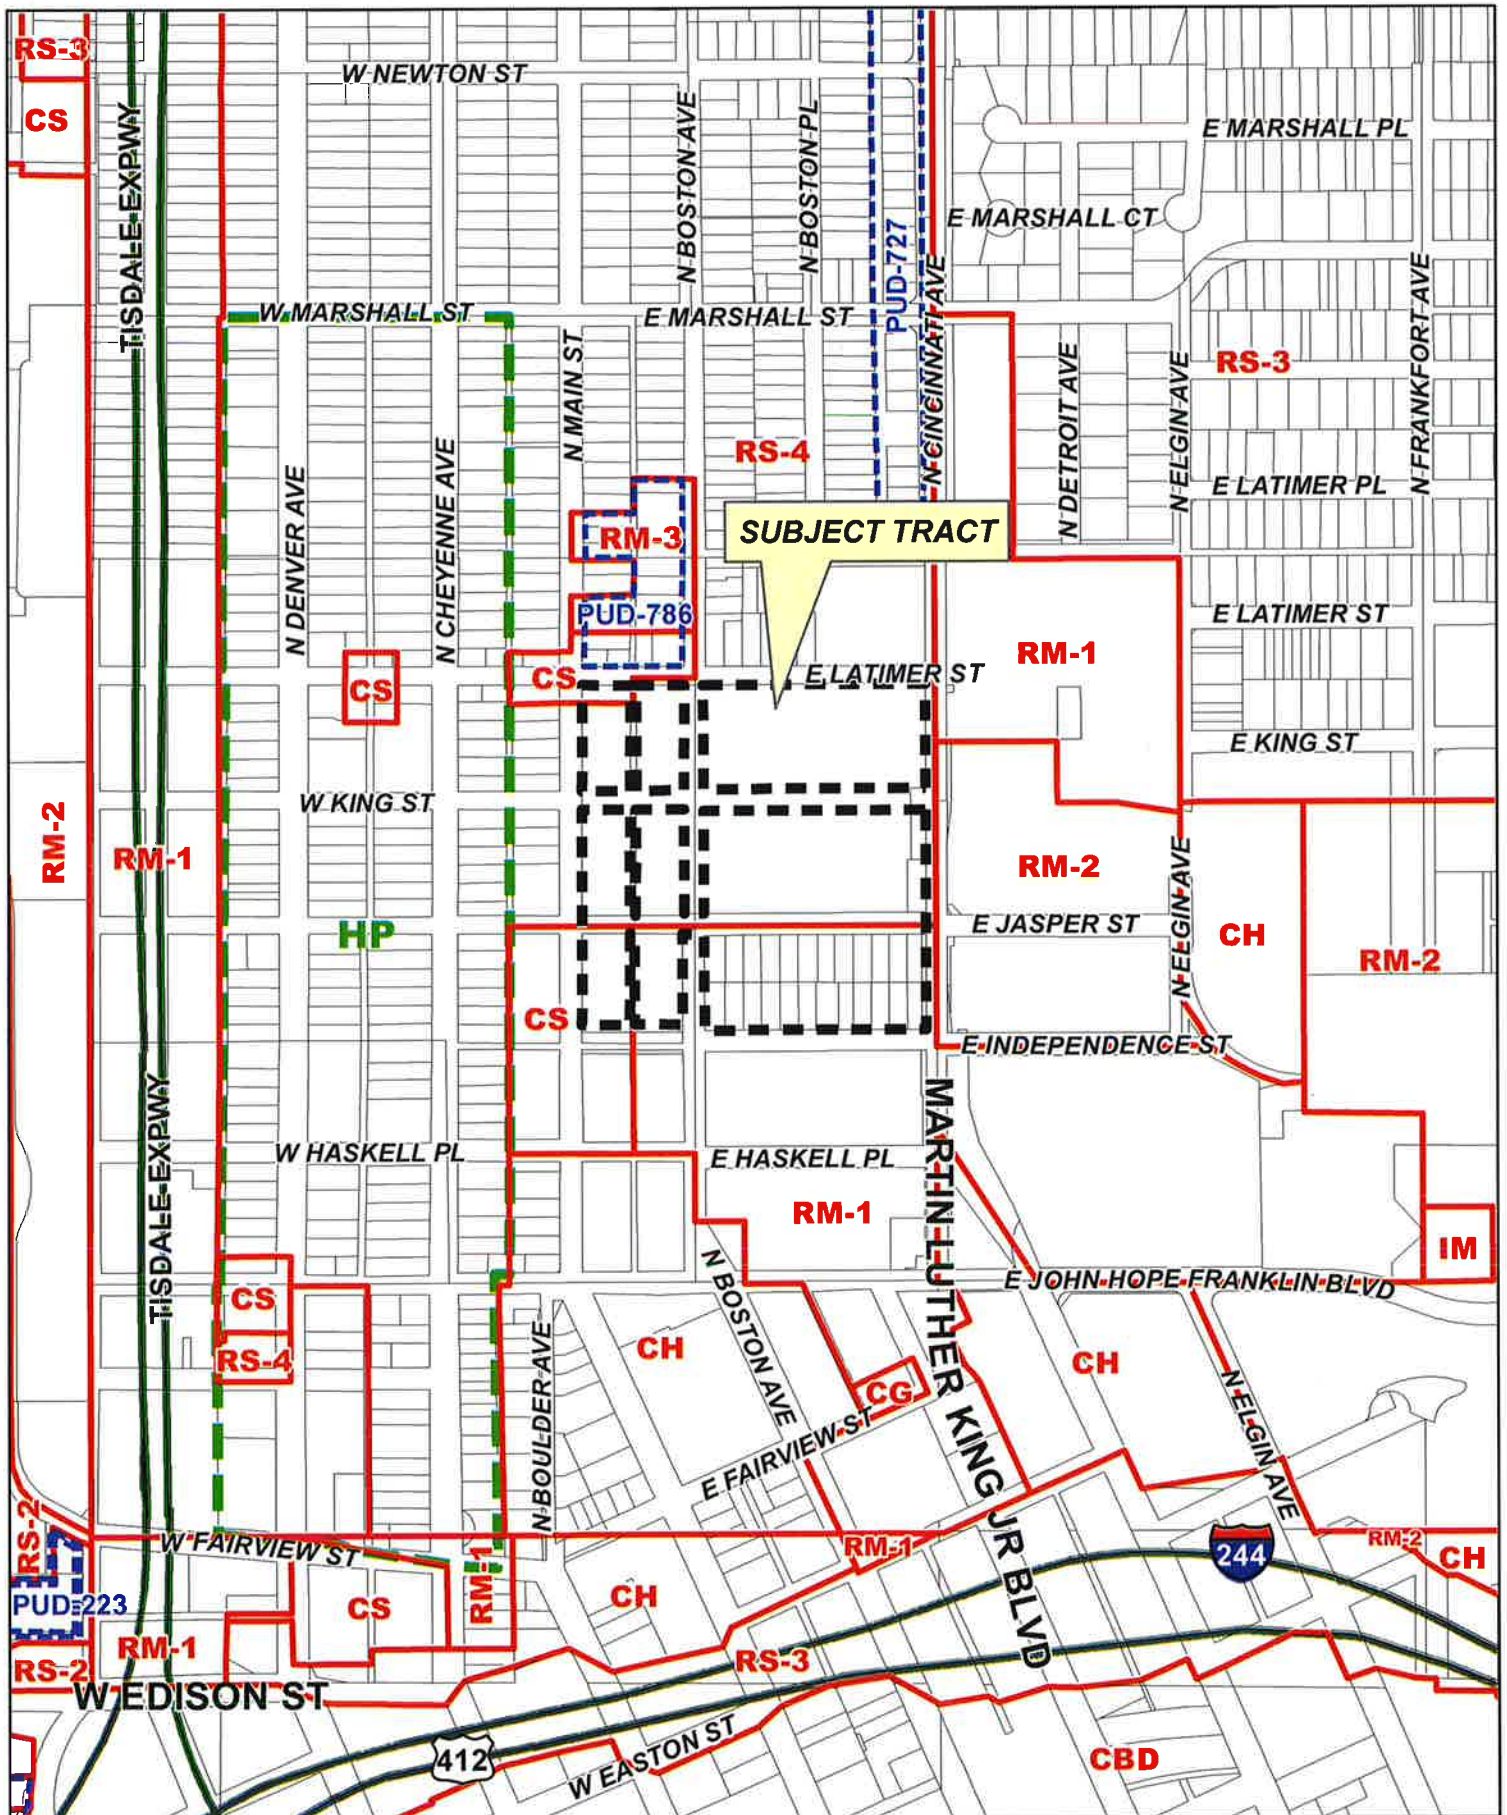 RS-3
W NEWTON ST
CS
TISDALE EXPWY
N BOSTON AVE
N BOSTON PL
E MARSHALL PL
E MARSHALL CT
PUD-727
N CINCINNATI AVE
N FRANKFORT AVE
W MARSHALL ST
E MARSHALL ST
N MAIN ST
N DETROIT AVE
N ELGIN AVE
RS-3
RS-4
N DENVER AVE
N CHEYENNE AVE
E LATIMER PL
SUBJECT TRACT
RM-3
PUD-786
E LATIMER ST
RM-1
CS
CS
E LATIMER ST
E KING ST
W KING ST
RM-2
RM-1
RM-2
N ELGIN AVE
HP
E JASPER ST
CH
RM-2
CS
E INDEPENDENCE ST
TISDALE EXPWY
MARTIN LUTHER KING JR BLVD
W HASKELL PL
E HASKELL PL
RM-1
IM
N BOSTON AVE
E JOHN HOPE FRANKLIN BLVD
CS
RS-4
N BOULDER AVE
CH
CG
CH
N ELGIN AVE
E FAIRVIEW ST
RS-2
W FAIRVIEW ST
RM-1
RM-1
244
RM-2
CH
PUD-223
CS
CH
RM-1
RS-2
RS-3
W EDISON ST
412
W EASTON ST
CBD